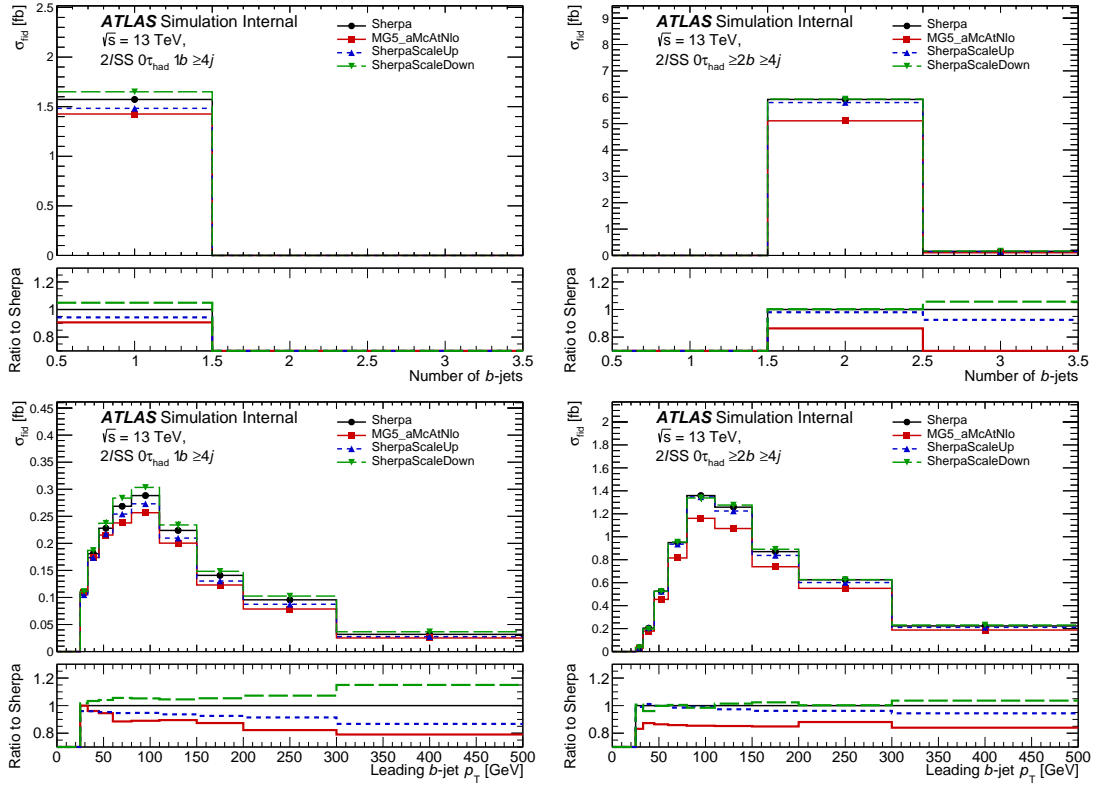 ATLAS Simulation Internal
√s = 13 TeV,
2lSS 0τhad 1b ≥4j
Sherpa
MG5_aMcAtNlo
SherpaScaleUp
SherpaScaleDown
σfid [fb]
2.5
2
1.5
1
0.5
0
Ratio to Sherpa
1.2
1
0.8
0.5 1 1.5 2 2.5 3 3.5
Number of b-jets
ATLAS Simulation Internal
√s = 13 TeV,
2lSS 0τhad ≥2b ≥4j
Sherpa
MG5_aMcAtNlo
SherpaScaleUp
SherpaScaleDown
σfid [fb]
9
8
7
6
5
4
3
2
1
0
Ratio to Sherpa
1.2
1
0.8
0.5 1 1.5 2 2.5 3 3.5
Number of b-jets
ATLAS Simulation Internal
√s = 13 TeV,
2lSS 0τhad 1b ≥4j
Sherpa
MG5_aMcAtNlo
SherpaScaleUp
SherpaScaleDown
σfid [fb]
0.45
0.4
0.35
0.3
0.25
0.2
0.15
0.1
0.05
0
Ratio to Sherpa
1.2
1
0.8
0 50 100 150 200 250 300 350 400 450 500
Leading b-jet pT [GeV]
ATLAS Simulation Internal
√s = 13 TeV
2lSS 0τhad ≥2b ≥4j
Sherpa
MG5_aMcAtNlo
SherpaScaleUp
SherpaScaleDown
σfid [fb]
2
1.8
1.6
1.4
1.2
1
0.8
0.6
0.4
0.2
0
Ratio to Sherpa
1.2
1
0.8
0 50 100 150 200 250 300 350 400 450 500
Leading b-jet pT [GeV]